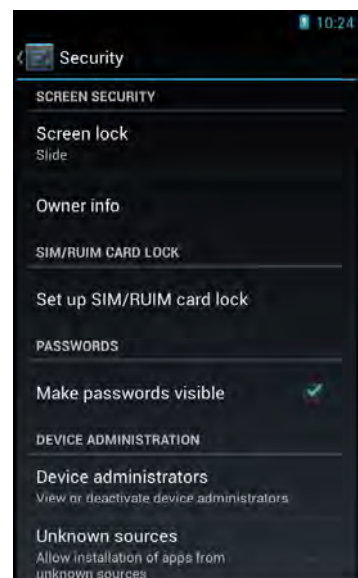 10:24
Security
SCREEN SECURITY
Screen lock
Slide
Owner info
SIM/RUIM CARD LOCK
Set up SIM/RUIM card lock
PASSWORDS
Make passwords visible
DEVICE ADMINISTRATION
Device administrators
View or deactivate device administrators
Unknown sources
Allow installation of apps from
unknown sources